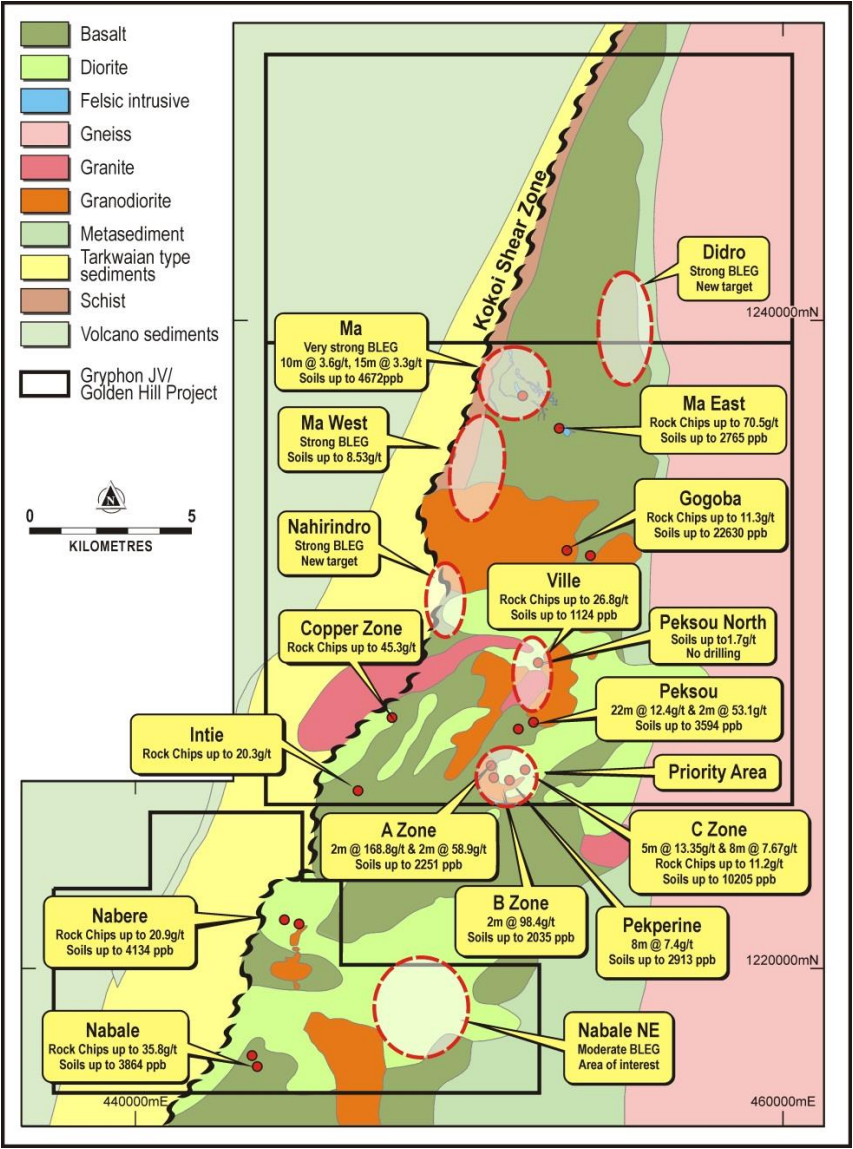 Basalt
Diorite
Felsic intrusive
Gneiss
Granite
Granodiorite
Metasediment
Tarkwaian type
sediments
Schist
Volcano sediments
Gryphon JV/
Golden Hill Project
N
0 5
KILOMETRES
Kokoi Shear Zone
Didro
Strong BLEG
New target
1240000mN
Ma
Very strong BLEG
10m @ 3.6g/t, 15m @ 3.3g/t
Soils up to 4672ppb
Ma East
Rock Chips up to 70.5g/t
Soils up to 2765 ppb
Ma West
Strong BLEG
Soils up to 8.53g/t
Gogoba
Rock Chips up to 11.3g/t
Soils up to 22630 ppb
Nahirindro
Strong BLEG
New target
Ville
Rock Chips up to 26.8g/t
Soils up to 1124 ppb
Peksou North
Soils up to1.7g/t
No drilling
Copper Zone
Rock Chips up to 45.3g/t
Peksou
22m @ 12.4g/t & 2m @ 53.1g/t
Soils up to 3594 ppb
Intie
Rock Chips up to 20.3g/t
Priority Area
A Zone
2m @ 168.8g/t & 2m @ 58.9g/t
Soils up to 2251 ppb
C Zone
5m @ 13.35g/t & 8m @ 7.67g/t
Rock Chips up to 11.2g/t
Soils up to 10205 ppb
B Zone
2m @ 98.4g/t
Soils up to 2035 ppb
Pekperine
8m @ 7.4g/t
Soils up to 2913 ppb
Nabere
Rock Chips up to 20.9g/t
Soils up to 4134 ppb
1220000mN
Nabale
Rock Chips up to 35.8g/t
Soils up to 3864 ppb
Nabale NE
Moderate BLEG
Area of interest
440000mE
460000mE